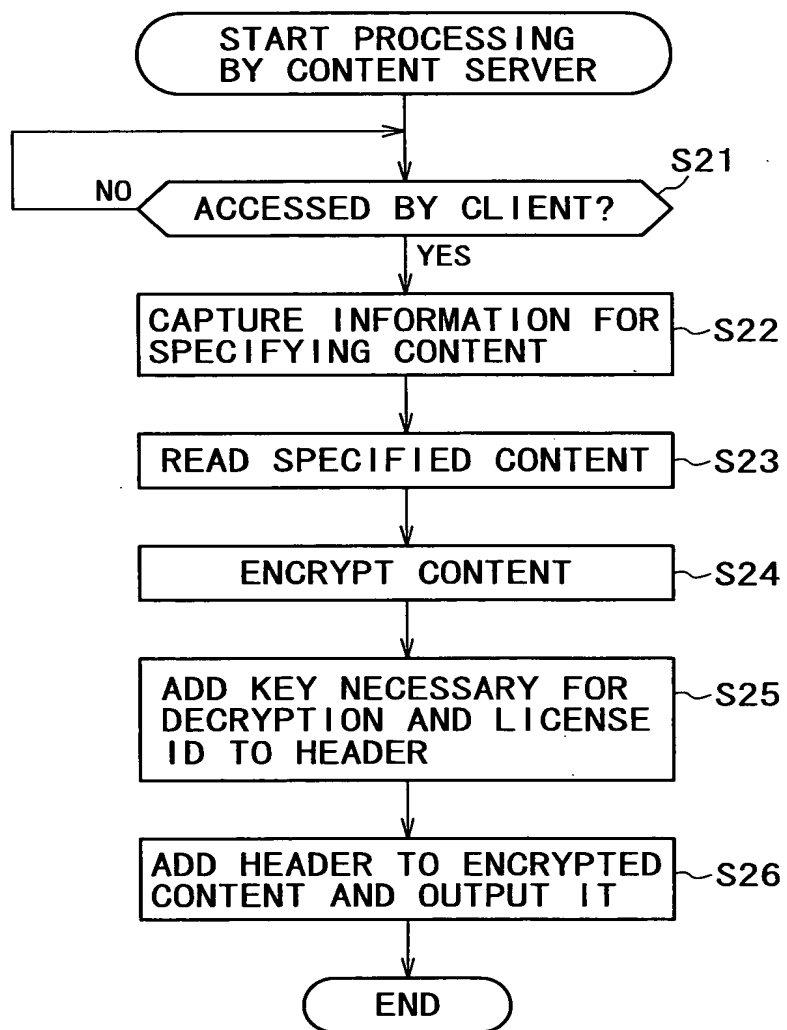 START PROCESSING
BY CONTENT SERVER
S21
NO
ACCESSED BY CLIENT?
YES
CAPTURE INFORMATION FOR
SPECIFYING CONTENT
S22
READ SPECIFIED CONTENT
S23
ENCRYPT CONTENT
S24
ADD KEY NECESSARY FOR
DECRYPTION AND LICENSE
ID TO HEADER
S25
ADD HEADER TO ENCRYPTED
CONTENT AND OUTPUT IT
S26
END